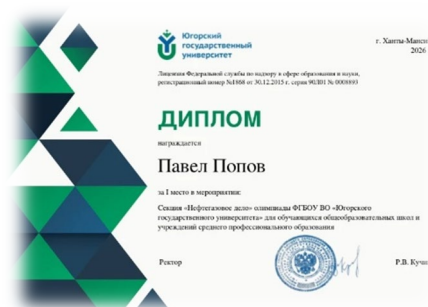 Югорский
государственный
университет
г. Ханты-Манси
2026
Лицензия Федеральной службы по надзору в сфере образования и науки,
регистрационный номер №1868 от 30.12.2015 г. серия 90Л01 № 0008893
ДИПЛОМ
награждается
Павел Попов
за I место в мероприятии:
Секция «Нефтегазовое дело» олимпиады ФГБОУ ВО «Югорского
государственного университета» для обучающихся общеобразовательных школ и
учреждений среднего профессионального образования
Ректор
Р.В. Кучи